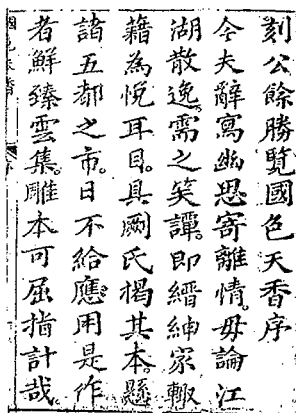 刻公餘勝覽國色天香序
今夫辭寫幽思寄離情。毋論江
湖散逸。需之笑譚。即縉紳家輙
藉為悅耳目。具劂氏揭其本。懸
諸五都之市。日不給應。用是作
者鮮臻雲集。雕本可屈指計哉。